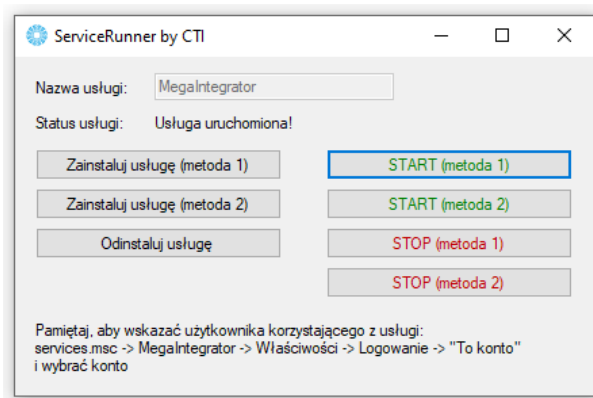 ServiceRunner by CTI
Nazwa usługi: MegaIntegrator
Status usługi: Usługa uruchomiona!
Zainstaluj usługę (metoda 1) START (metoda 1)
Zainstaluj usługę (metoda 2) START (metoda 2)
Odinstaluj usługę STOP (metoda 1)
STOP (metoda 2)
Pamiętaj, aby wskazać użytkownika korzystającego z usługi:
services.msc -> MegaIntegrator -> Właściwości -> Logowanie -> "To konto"
i wybrać konto